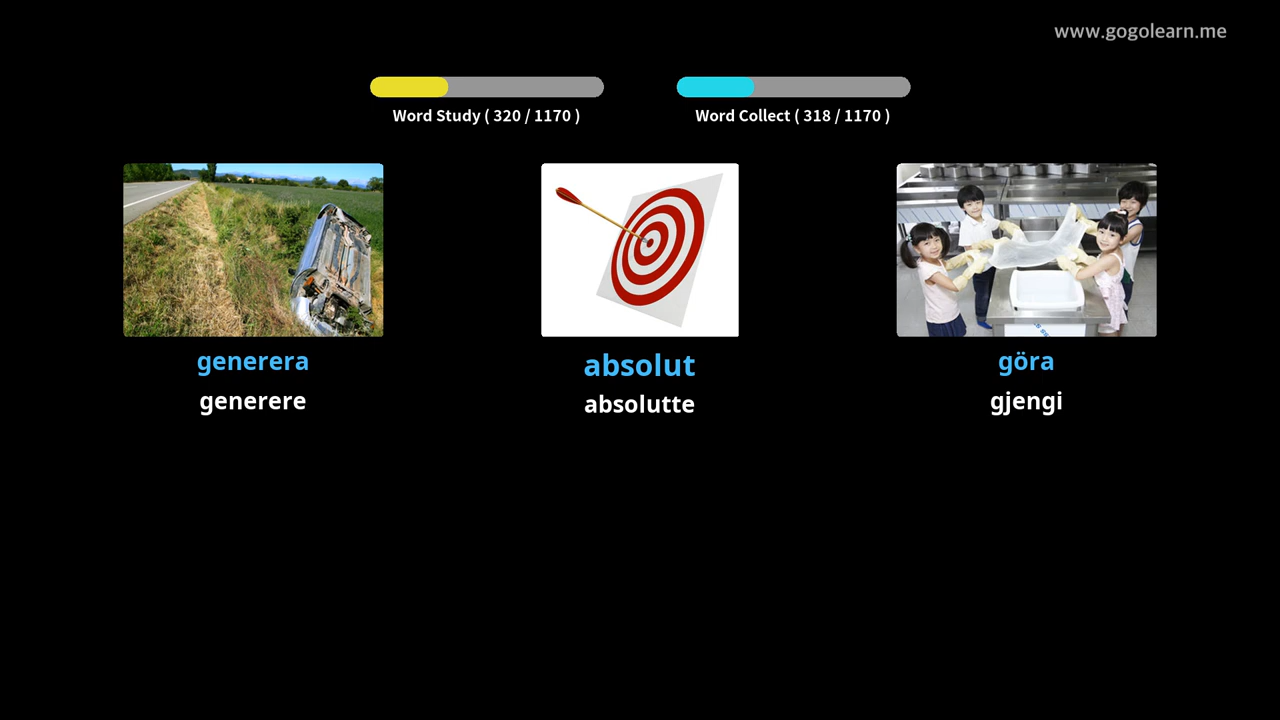 www.gogolearn.me
Word Study ( 320 / 1170 )
Word Collect ( 318 / 1170 )
generera
absolut
göra
generere
absolutte
gjengi